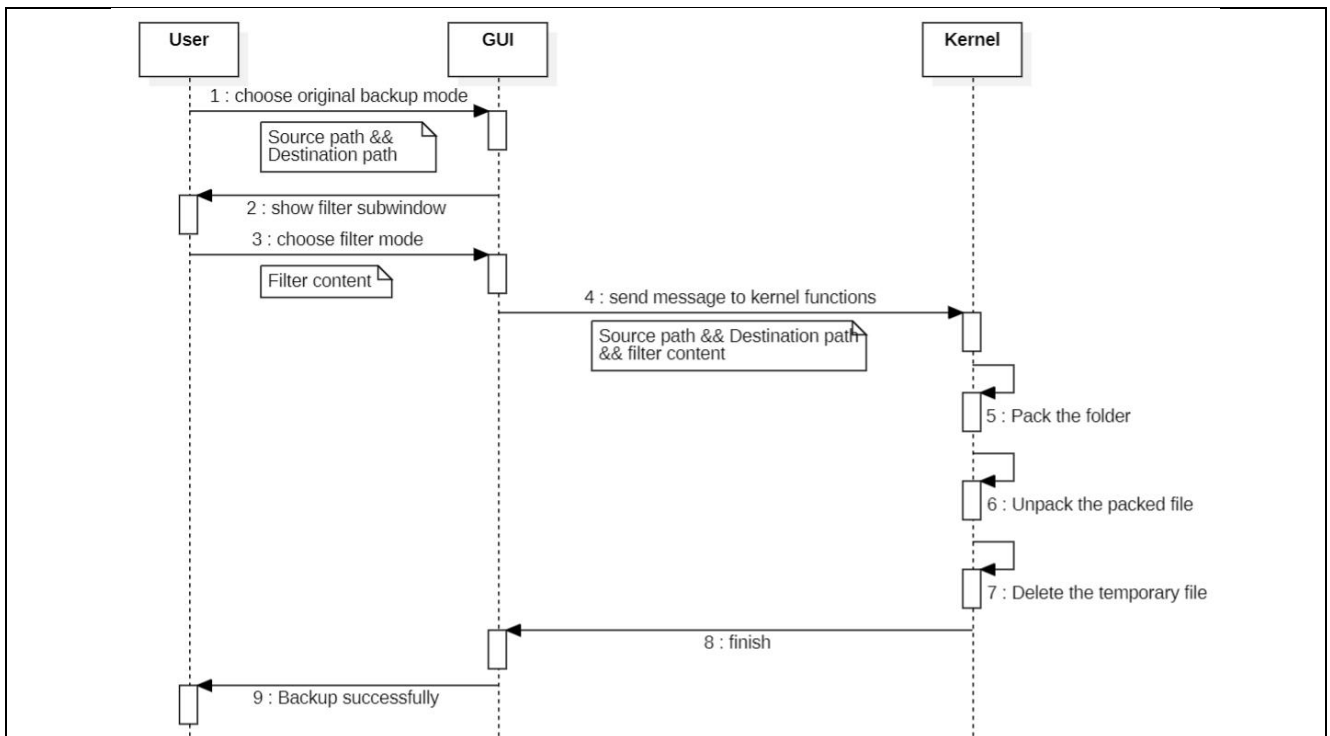 User
GUI
Kernel
1 : choose original backup mode
Source path &&
Destination path
2 : show filter subwindow
3 : choose filter mode
Filter content
4 : send message to kernel functions
Source path && Destination path
&& filter content
5 : Pack the folder
6 : Unpack the packed file
7 : Delete the temporary file
8 : finish
9 : Backup successfully